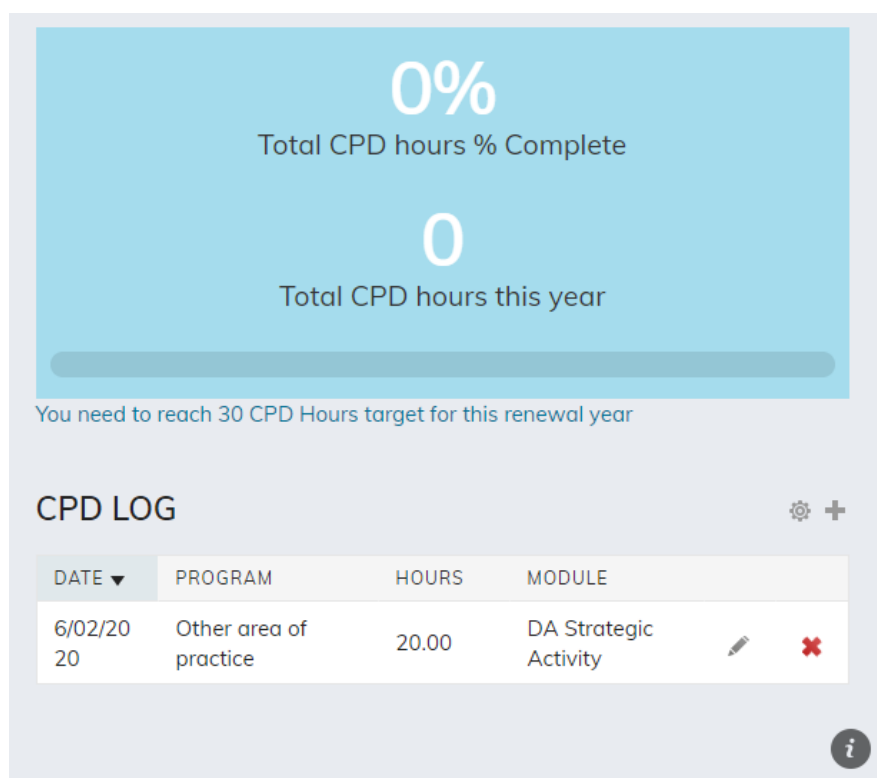 0%
Total CPD hours % Complete
0
Total CPD hours this year
You need to reach 30 CPD Hours target for this renewal year
CPD LOG
DATE PROGRAM HOURS MODULE
6/02/20 Other area of 20.00 DA Strategic
20 practice Activity
i